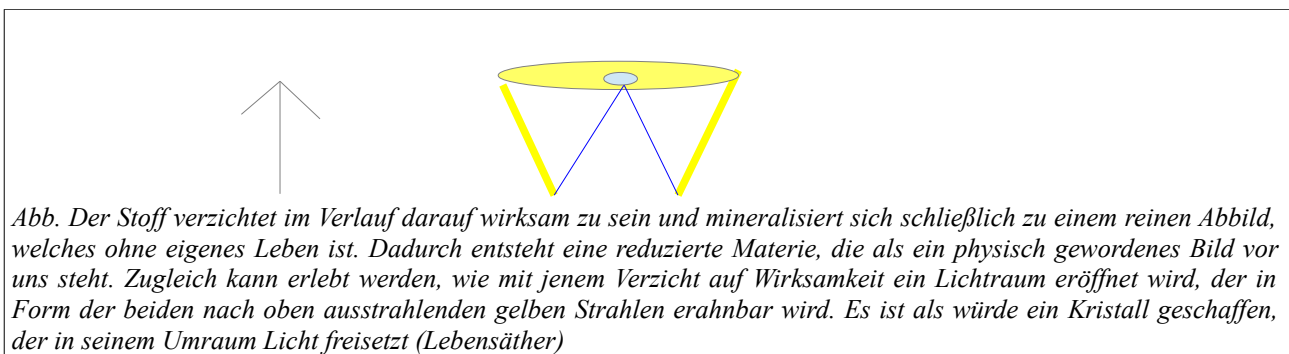 Abb. Der Stoff verzichtet im Verlauf darauf wirksam zu sein und mineralisiert sich schließlich zu einem reinen Abbild,
welches ohne eigenes Leben ist. Dadurch entsteht eine reduzierte Materie, die als ein physisch gewordenes Bild vor
uns steht. Zugleich kann erlebt werden, wie mit jenem Verzicht auf Wirksamkeit ein Lichtraum eröffnet wird, der in
Form der beiden nach oben ausstrahlenden gelben Strahlen erahnbar wird. Es ist als würde ein Kristall geschaffen,
der in seinem Umraum Licht freisetzt (Lebensäther)